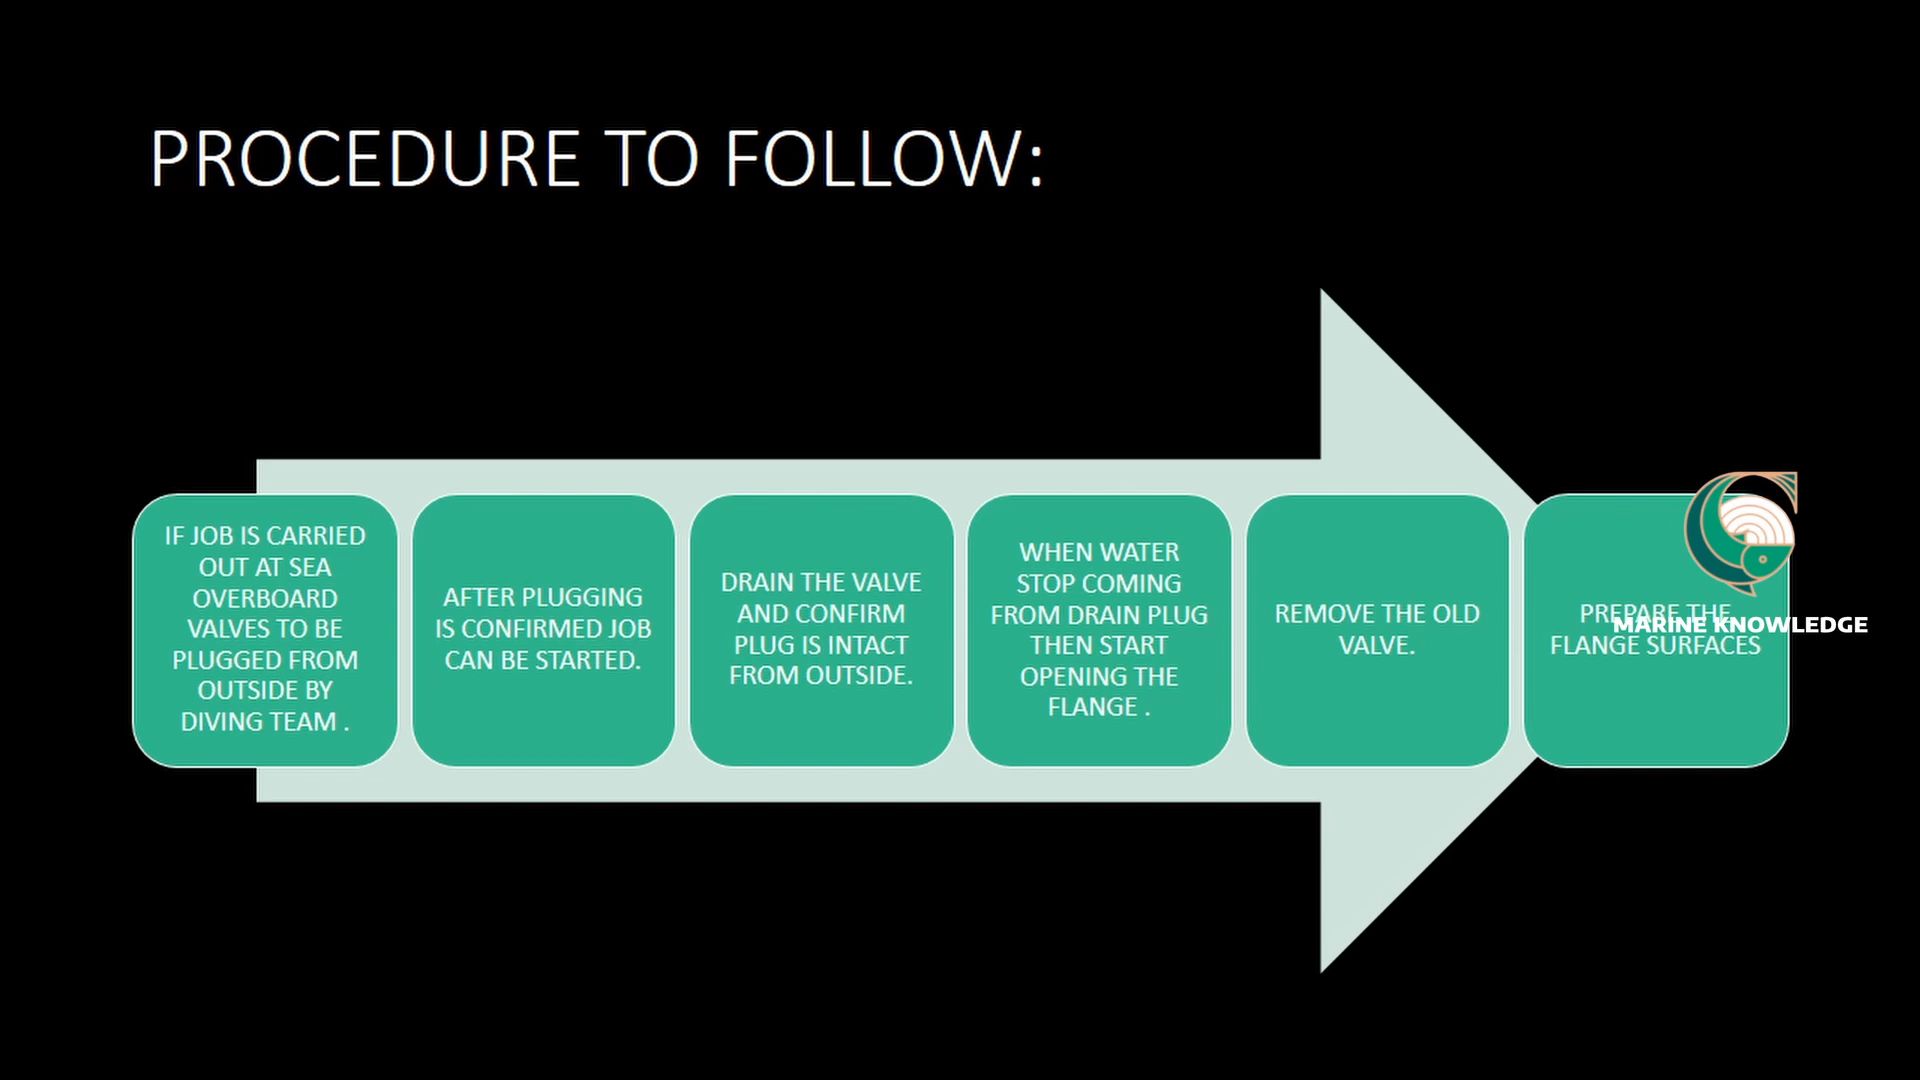 PROCEDURE TO FOLLOW:
IF JOB IS CARRIED
OUT AT SEA
OVERBOARD
VALVES TO BE
PLUGGED FROM
OUTSIDE BY
DIVING TEAM .
AFTER PLUGGING
IS CONFIRMED JOB
CAN BE STARTED.
DRAIN THE VALVE
AND CONFIRM
PLUG IS INTACT
FROM OUTSIDE.
WHEN WATER
STOP COMING
FROM DRAIN PLUG
THEN START
OPENING THE
FLANGE .
REMOVE THE OLD
VALVE.
PREPARE THE
FLANGE SURFACES
MARINE KNOWLEDGE